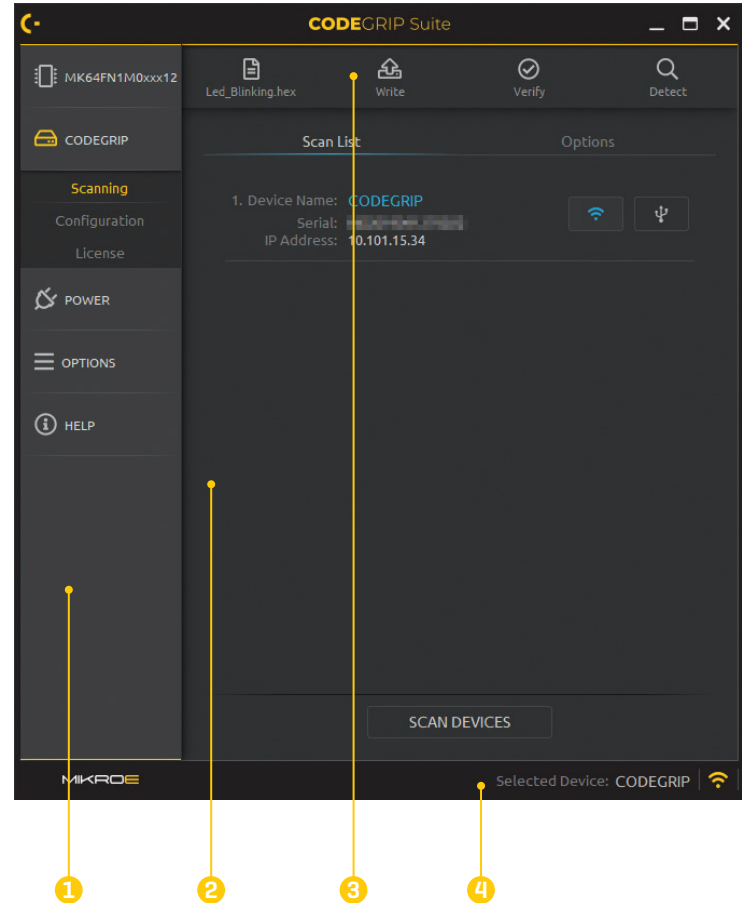 CODEGRIP Suite
MK64FN1M0xxx12
Led_Blinking.hex
Write
Verify
Detect
CODEGRIP
Scanning
Configuration
License
POWER
OPTIONS
HELP
Scan List
Options
1. Device Name: CODEGRIP
Serial:
IP Address: 10.101.15.34
SCAN DEVICES
MIKROE
Selected Device: CODEGRIP
1
2
3
4